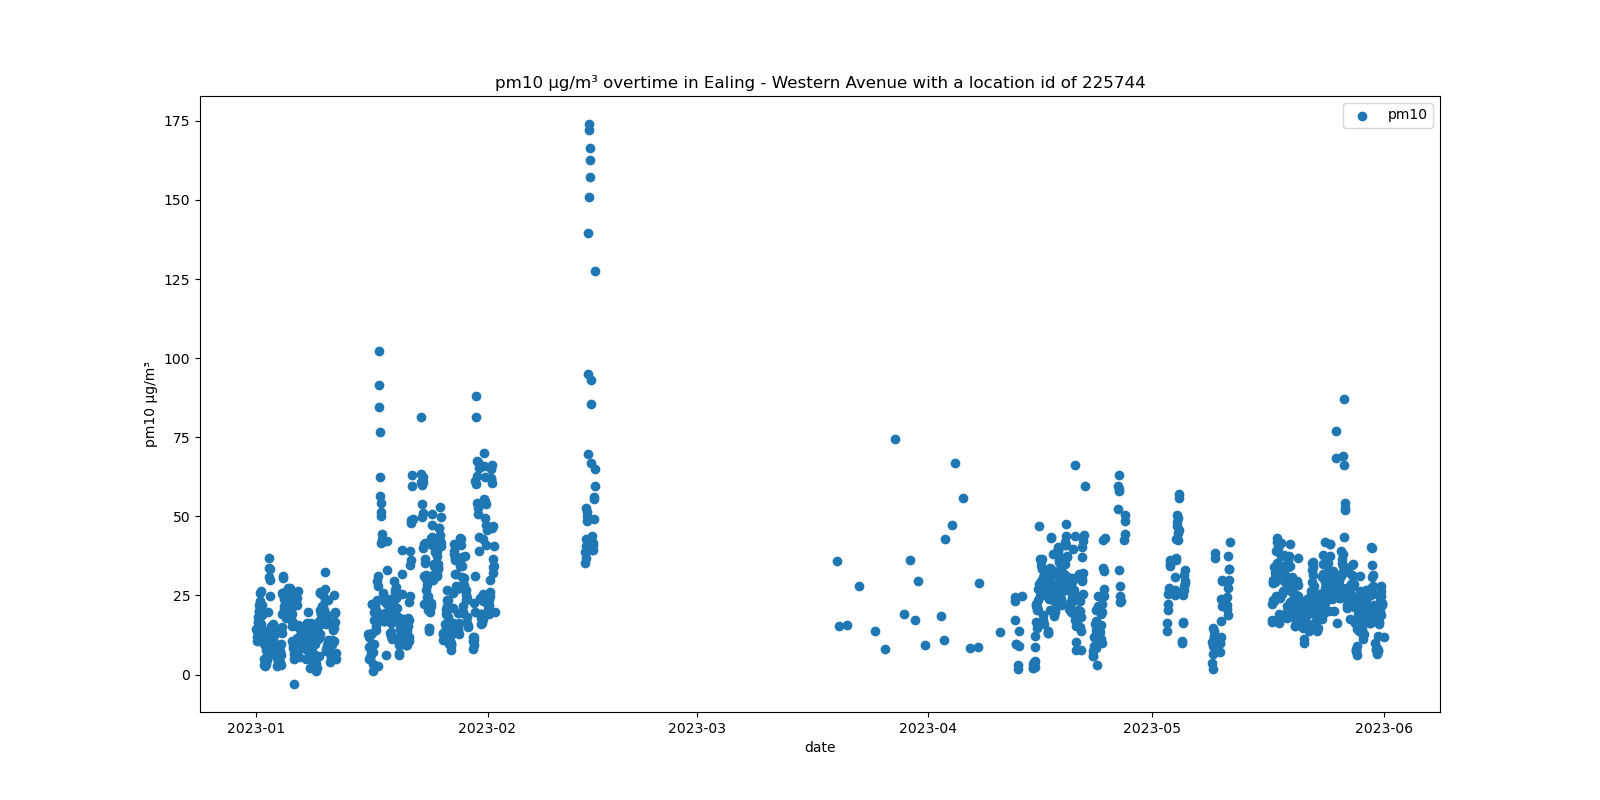 pm10 µg/m³ overtime in Ealing - Western Avenue with a location id of 225744
pm10
175
150
125
100
75
50
25
0
pm10 µg/m³
2023-01 2023-02 2023-03 2023-04 2023-05 2023-06
date